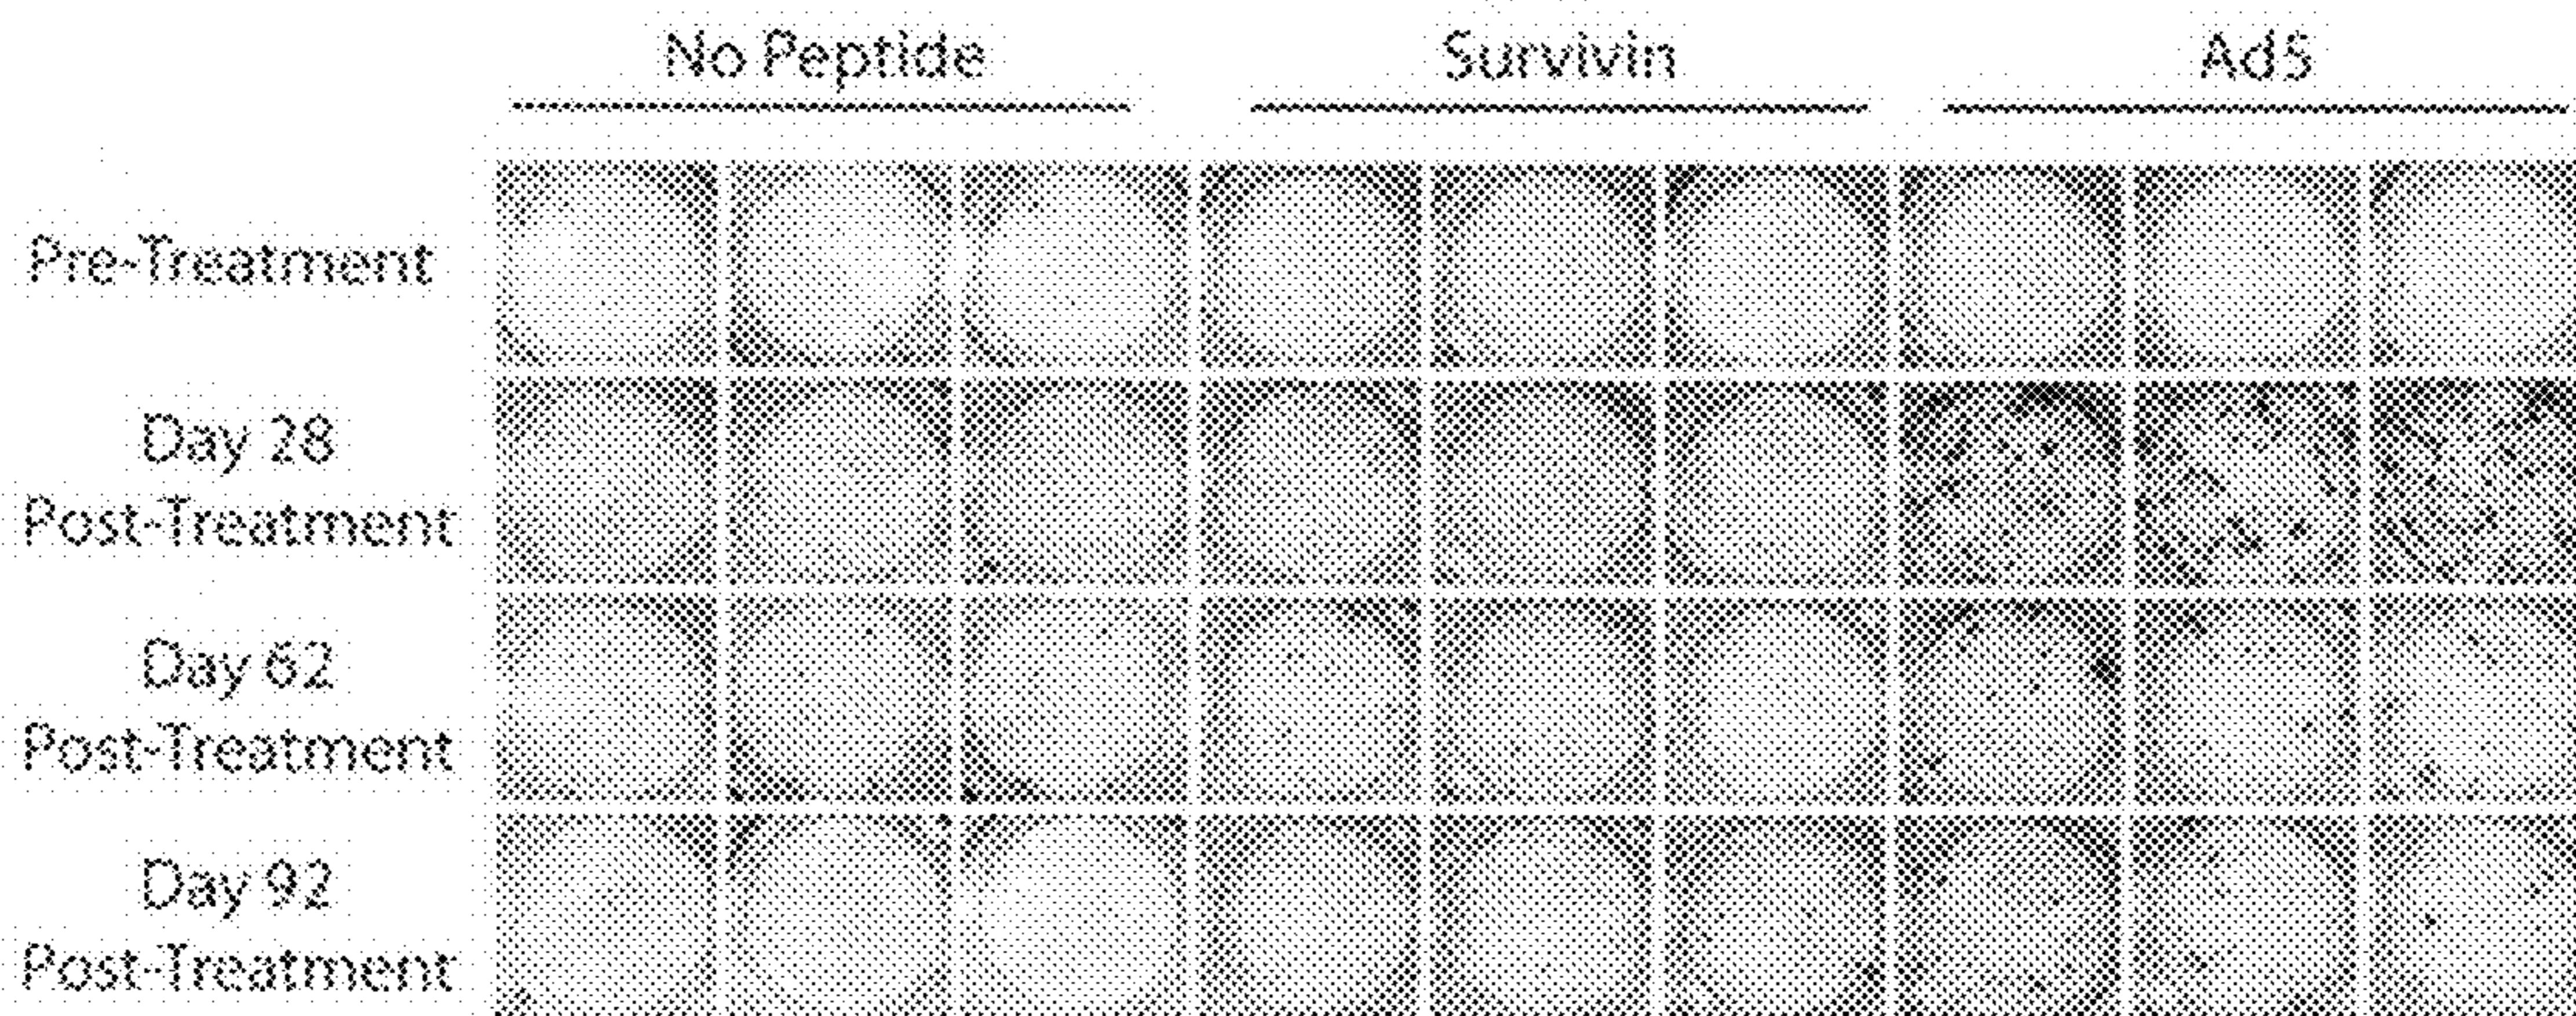 No Peptide Survivin Ad5
Pre-Treatment
Day 28
Post-Treatment
Day 62
Post-Treatment
Day 92
Post-Treatment